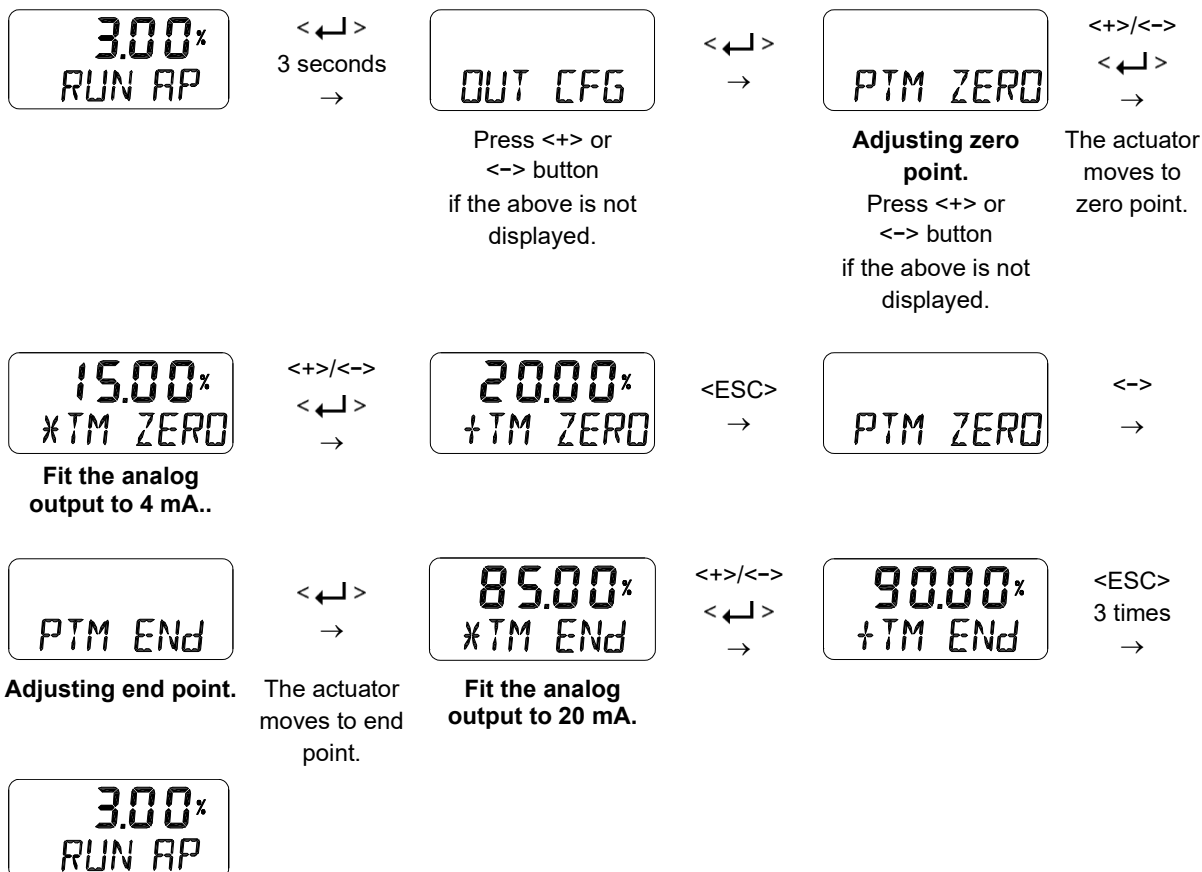 3.00%
RUN AP
<↵>
3 seconds
→
OUT CFG
Press <+> or
<−> button
if the above is not
displayed.
<↵>
→
PTM ZERO
Adjusting zero
point.
Press <+> or
<−> button
if the above is not
displayed.
<+>/<−>
<↵>
→
The actuator
moves to
zero point.
15.00%
*TM ZERO
Fit the analog
output to 4 mA..
<+>/<−>
<↵>
→
20.00%
+TM ZERO
<ESC>
→
PTM ZERO
<−>
→
PTM ENd
Adjusting end point.
<↵>
→
The actuator
moves to end
point.
85.00%
*TM ENd
Fit the analog
output to 20 mA.
<+>/<−>
<↵>
→
90.00%
+TM ENd
<ESC>
3 times
→
3.00%
RUN AP